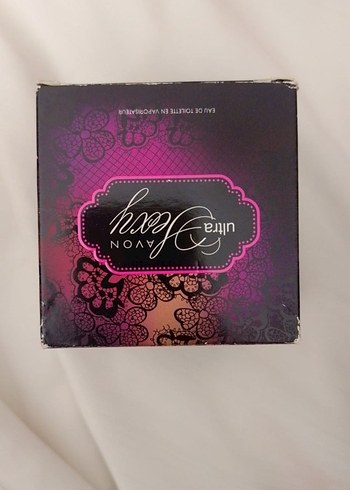 AVON
ultra
Sexy
EAU DE TOILETTE EN VAPORISATEUR